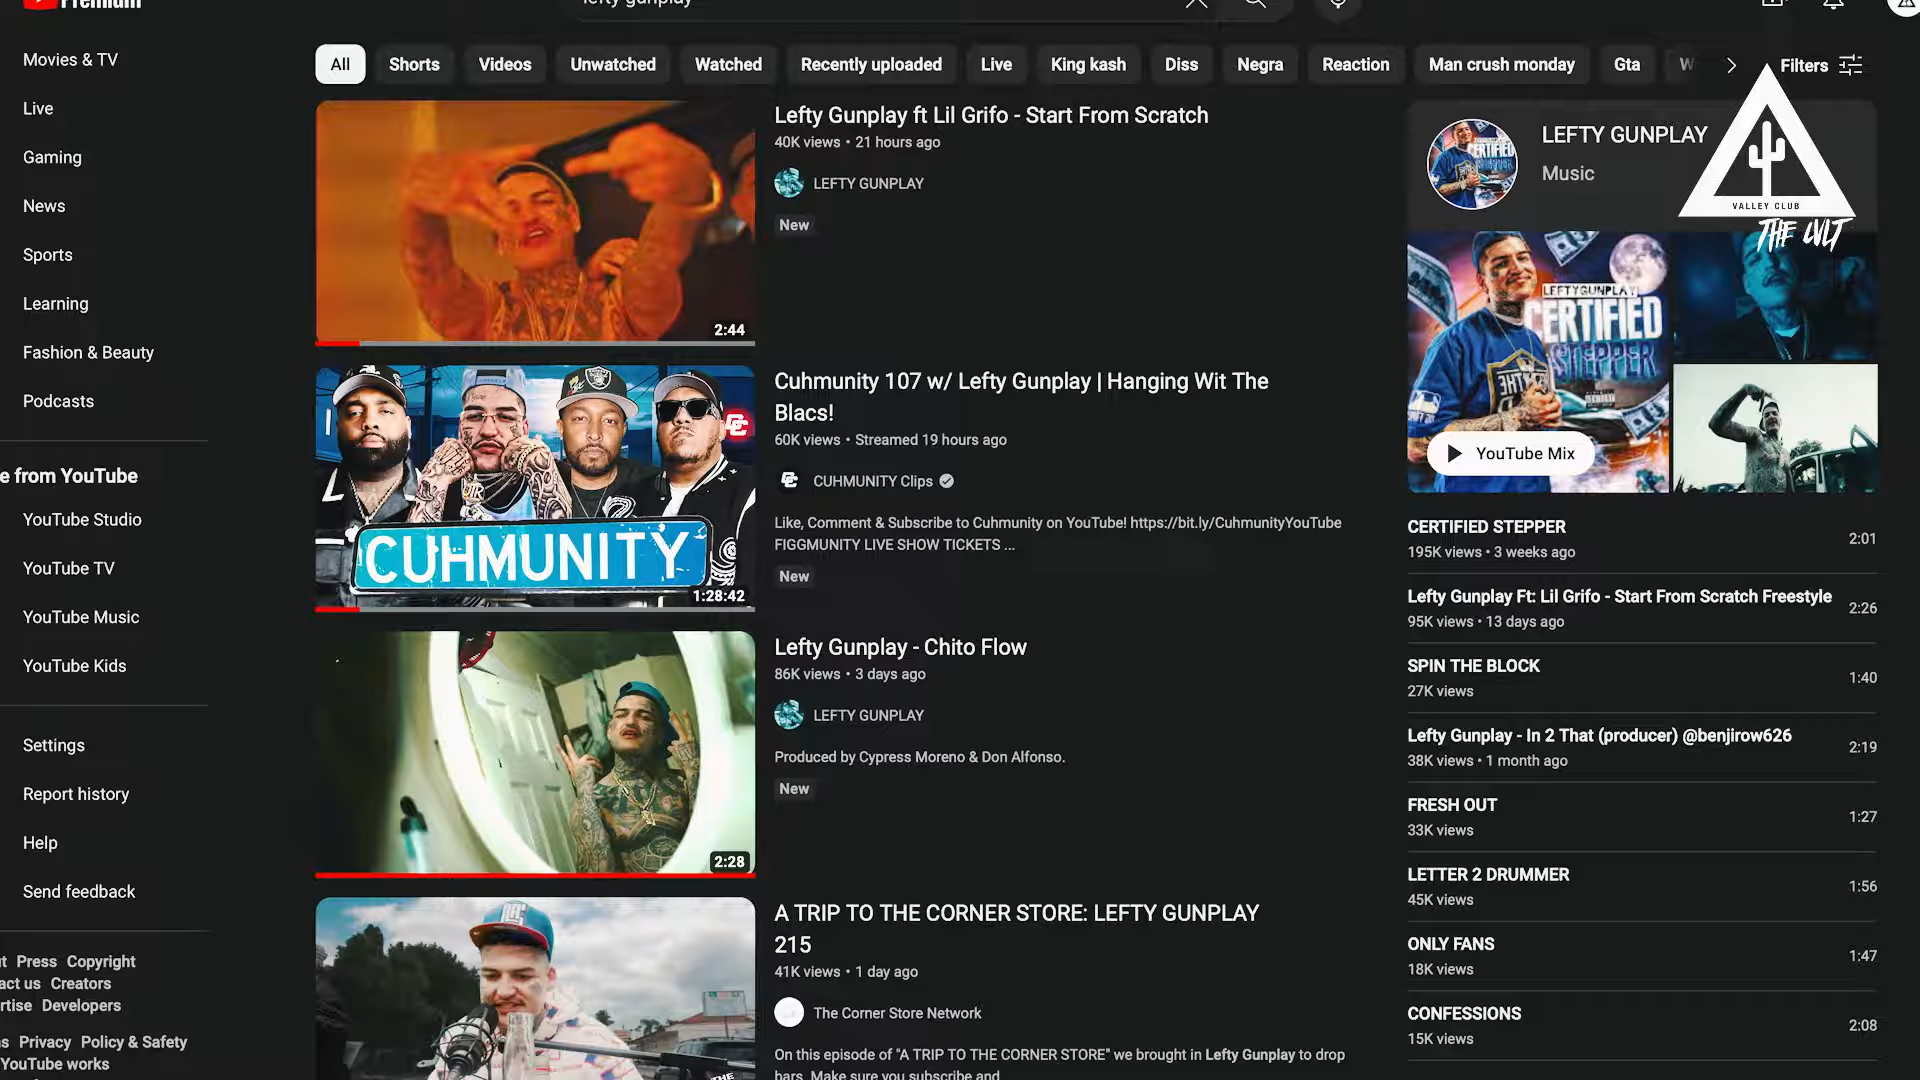 Premium
lefty gunplay
Movies & TV
Live
Gaming
News
Sports
Learning
Fashion & Beauty
Podcasts
e from YouTube
YouTube Studio
YouTube TV
YouTube Music
YouTube Kids
Settings
Report history
Help
Send feedback
t Press Copyright
act us Creators
rtise Developers
s Privacy Policy & Safety
YouTube works
All Shorts Videos Unwatched Watched Recently uploaded Live King kash Diss Negra Reaction Man crush monday Gta W Filters
2:44
Lefty Gunplay ft Lil Grifo - Start From Scratch
40K views • 21 hours ago
LEFTY GUNPLAY
New
CUHMUNITY
1:28:42
Cuhmunity 107 w/ Lefty Gunplay | Hanging Wit The
Blacs!
60K views • Streamed 19 hours ago
CUHMUNITY Clips
Like, Comment & Subscribe to Cuhmunity on YouTube! https://bit.ly/CuhmunityYouTube
FIGGMUNITY LIVE SHOW TICKETS ...
New
2:28
Lefty Gunplay - Chito Flow
86K views • 3 days ago
LEFTY GUNPLAY
Produced by Cypress Moreno & Don Alfonso.
New
THE
A TRIP TO THE CORNER STORE: LEFTY GUNPLAY
215
41K views • 1 day ago
The Corner Store Network
On this episode of "A TRIP TO THE CORNER STORE" we brought in Lefty Gunplay to drop
bars. Make sure you subscribe and
LEFTY GUNPLAY
Music
VALLEY CLUB
THE CVLT
LEFTYGUNPLAY
CERTIFIED
STEPPER
YouTube Mix
CERTIFIED STEPPER
195K views • 3 weeks ago
2:01
Lefty Gunplay Ft: Lil Grifo - Start From Scratch Freestyle
95K views • 13 days ago
2:26
SPIN THE BLOCK
27K views
1:40
Lefty Gunplay - In 2 That (producer) @benjirow626
38K views • 1 month ago
2:19
FRESH OUT
33K views
1:27
LETTER 2 DRUMMER
45K views
1:56
ONLY FANS
18K views
1:47
CONFESSIONS
15K views
2:08